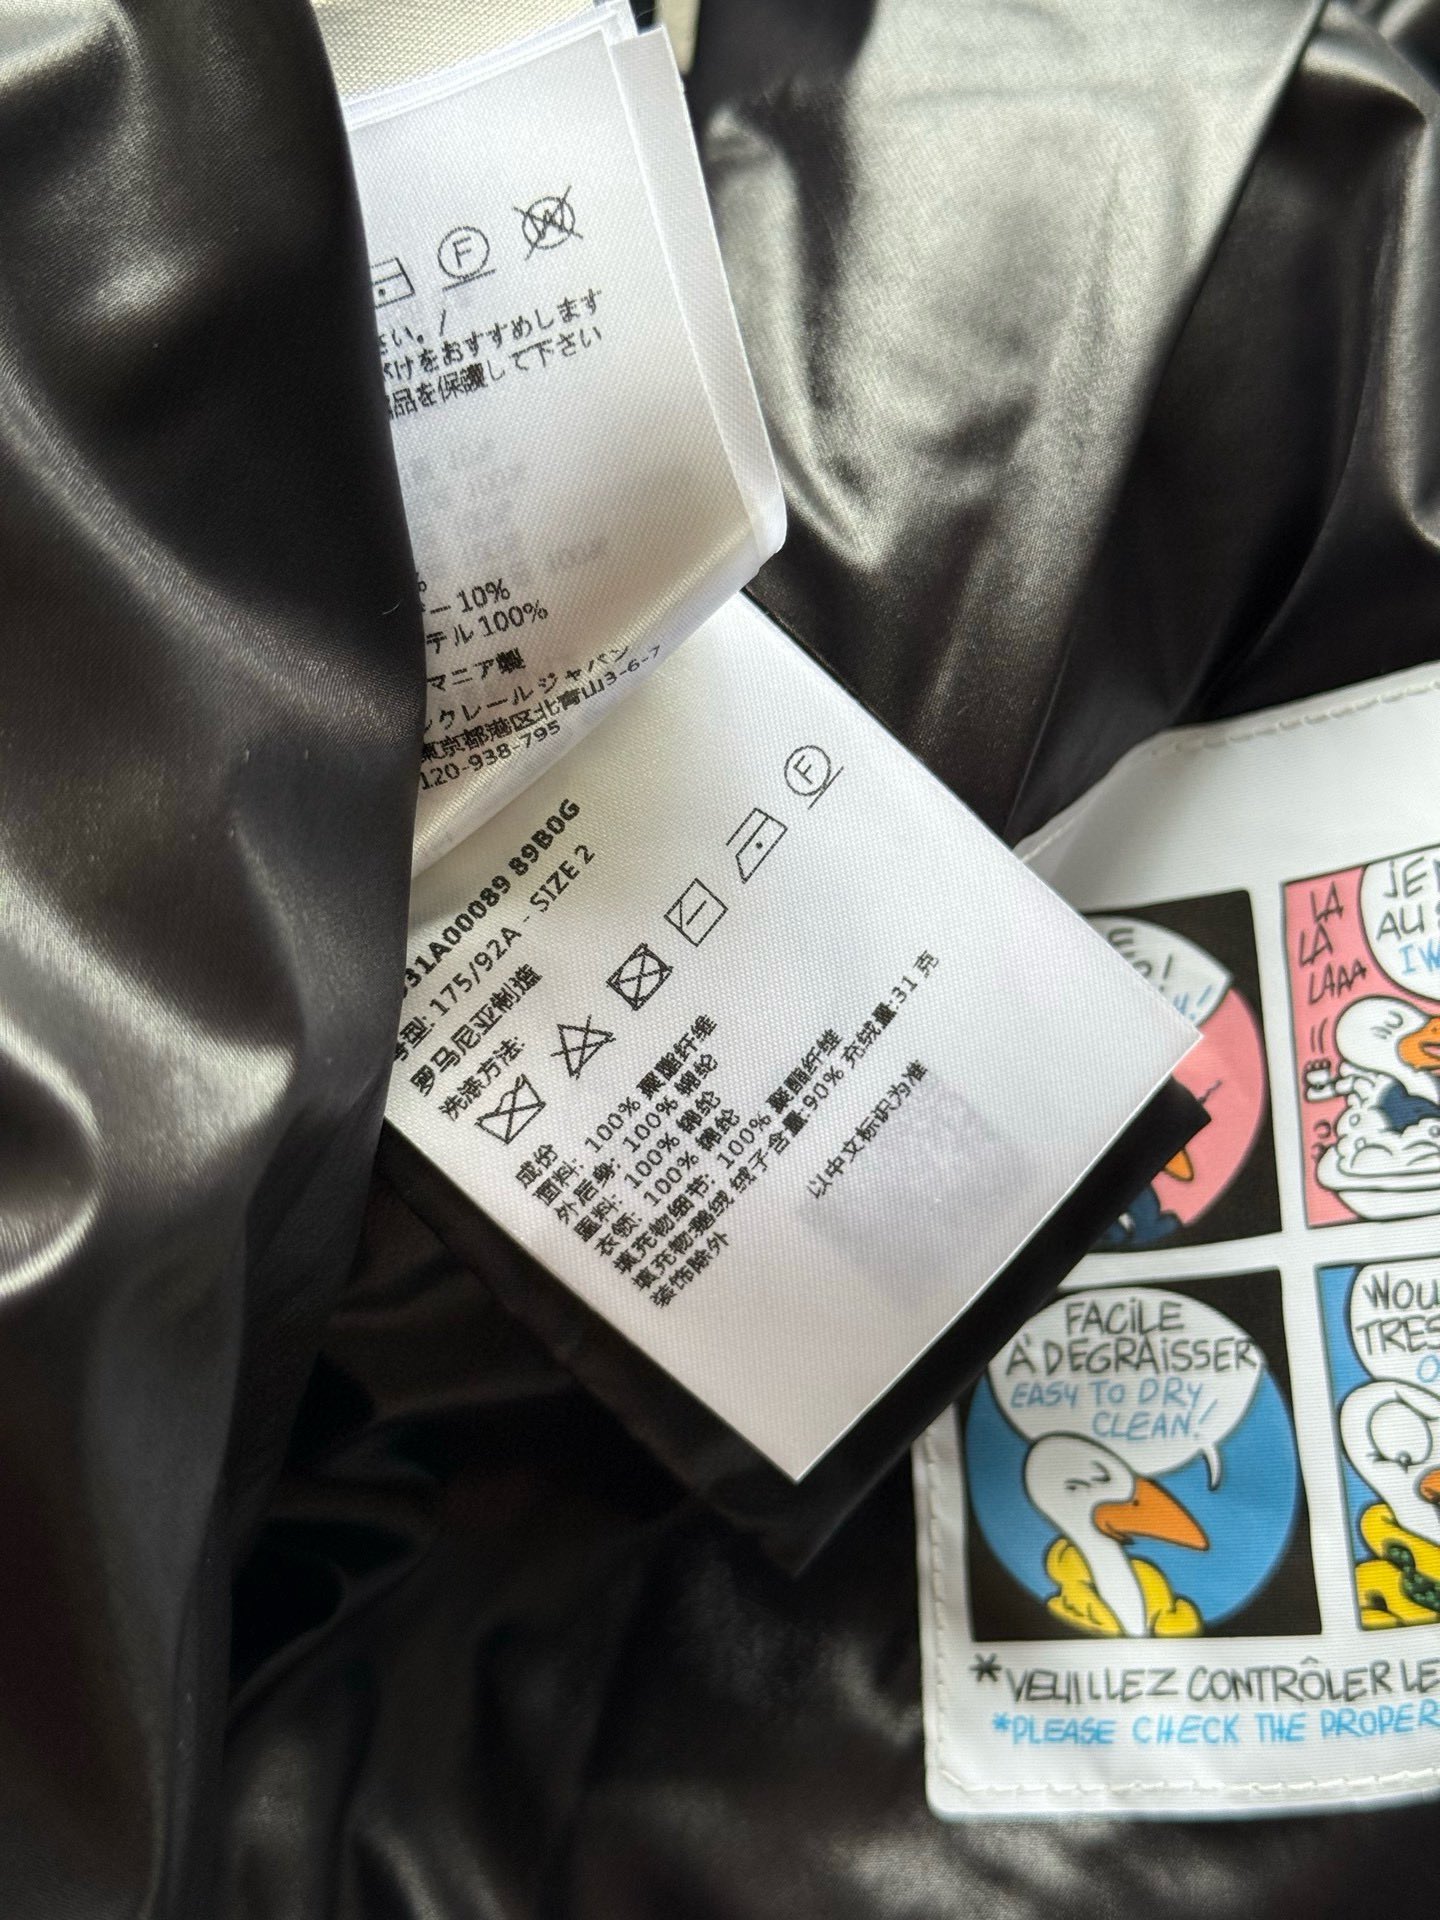 F
さい。/
がけをおすすめします
製品を保護して下さい
%
ー 10%
テル 100%
マニア製
ンクレールジャパン
東京都港区北青山3-6-7
120-938-795
31A00089 89B0G
号型: 175/92A - SIZE 2
罗马尼亚制造
洗涤方法:
F
成份
面料: 100% 聚酯纤维
外后身: 100% 锦纶
里料: 100% 锦纶
衣领: 100% 锦纶
填充物细节: 100% 聚酯纤维
填充物:鹅绒 绒子含量:90% 充绒量:31 克
装饰除外
以中文标识为准
LA
LA
LAAA
AU
FACiLE
À DEGRAiSSER
EASY TO DRY
CLEAN!
WOU
TRES
*VEUILLEZ CONTRÔLER LE
*PLEASE CHECK THE PROPER